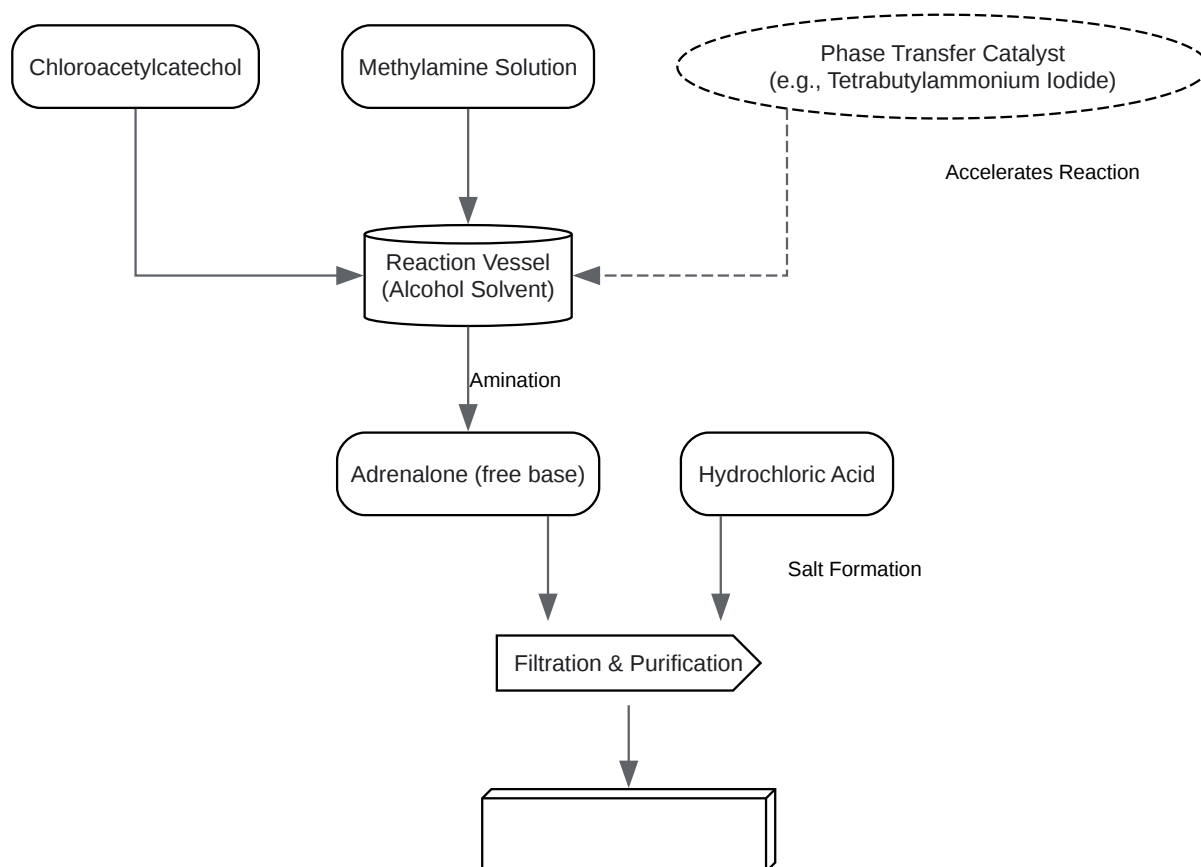 Chloroacetylcatechol
Methylamine Solution
Phase Transfer Catalyst
(e.g., Tetrabutylammonium Iodide)
Accelerates Reaction
Reaction Vessel
(Alcohol Solvent)
Amination
Adrenalone (free base)
Hydrochloric Acid
Salt Formation
Filtration & Purification